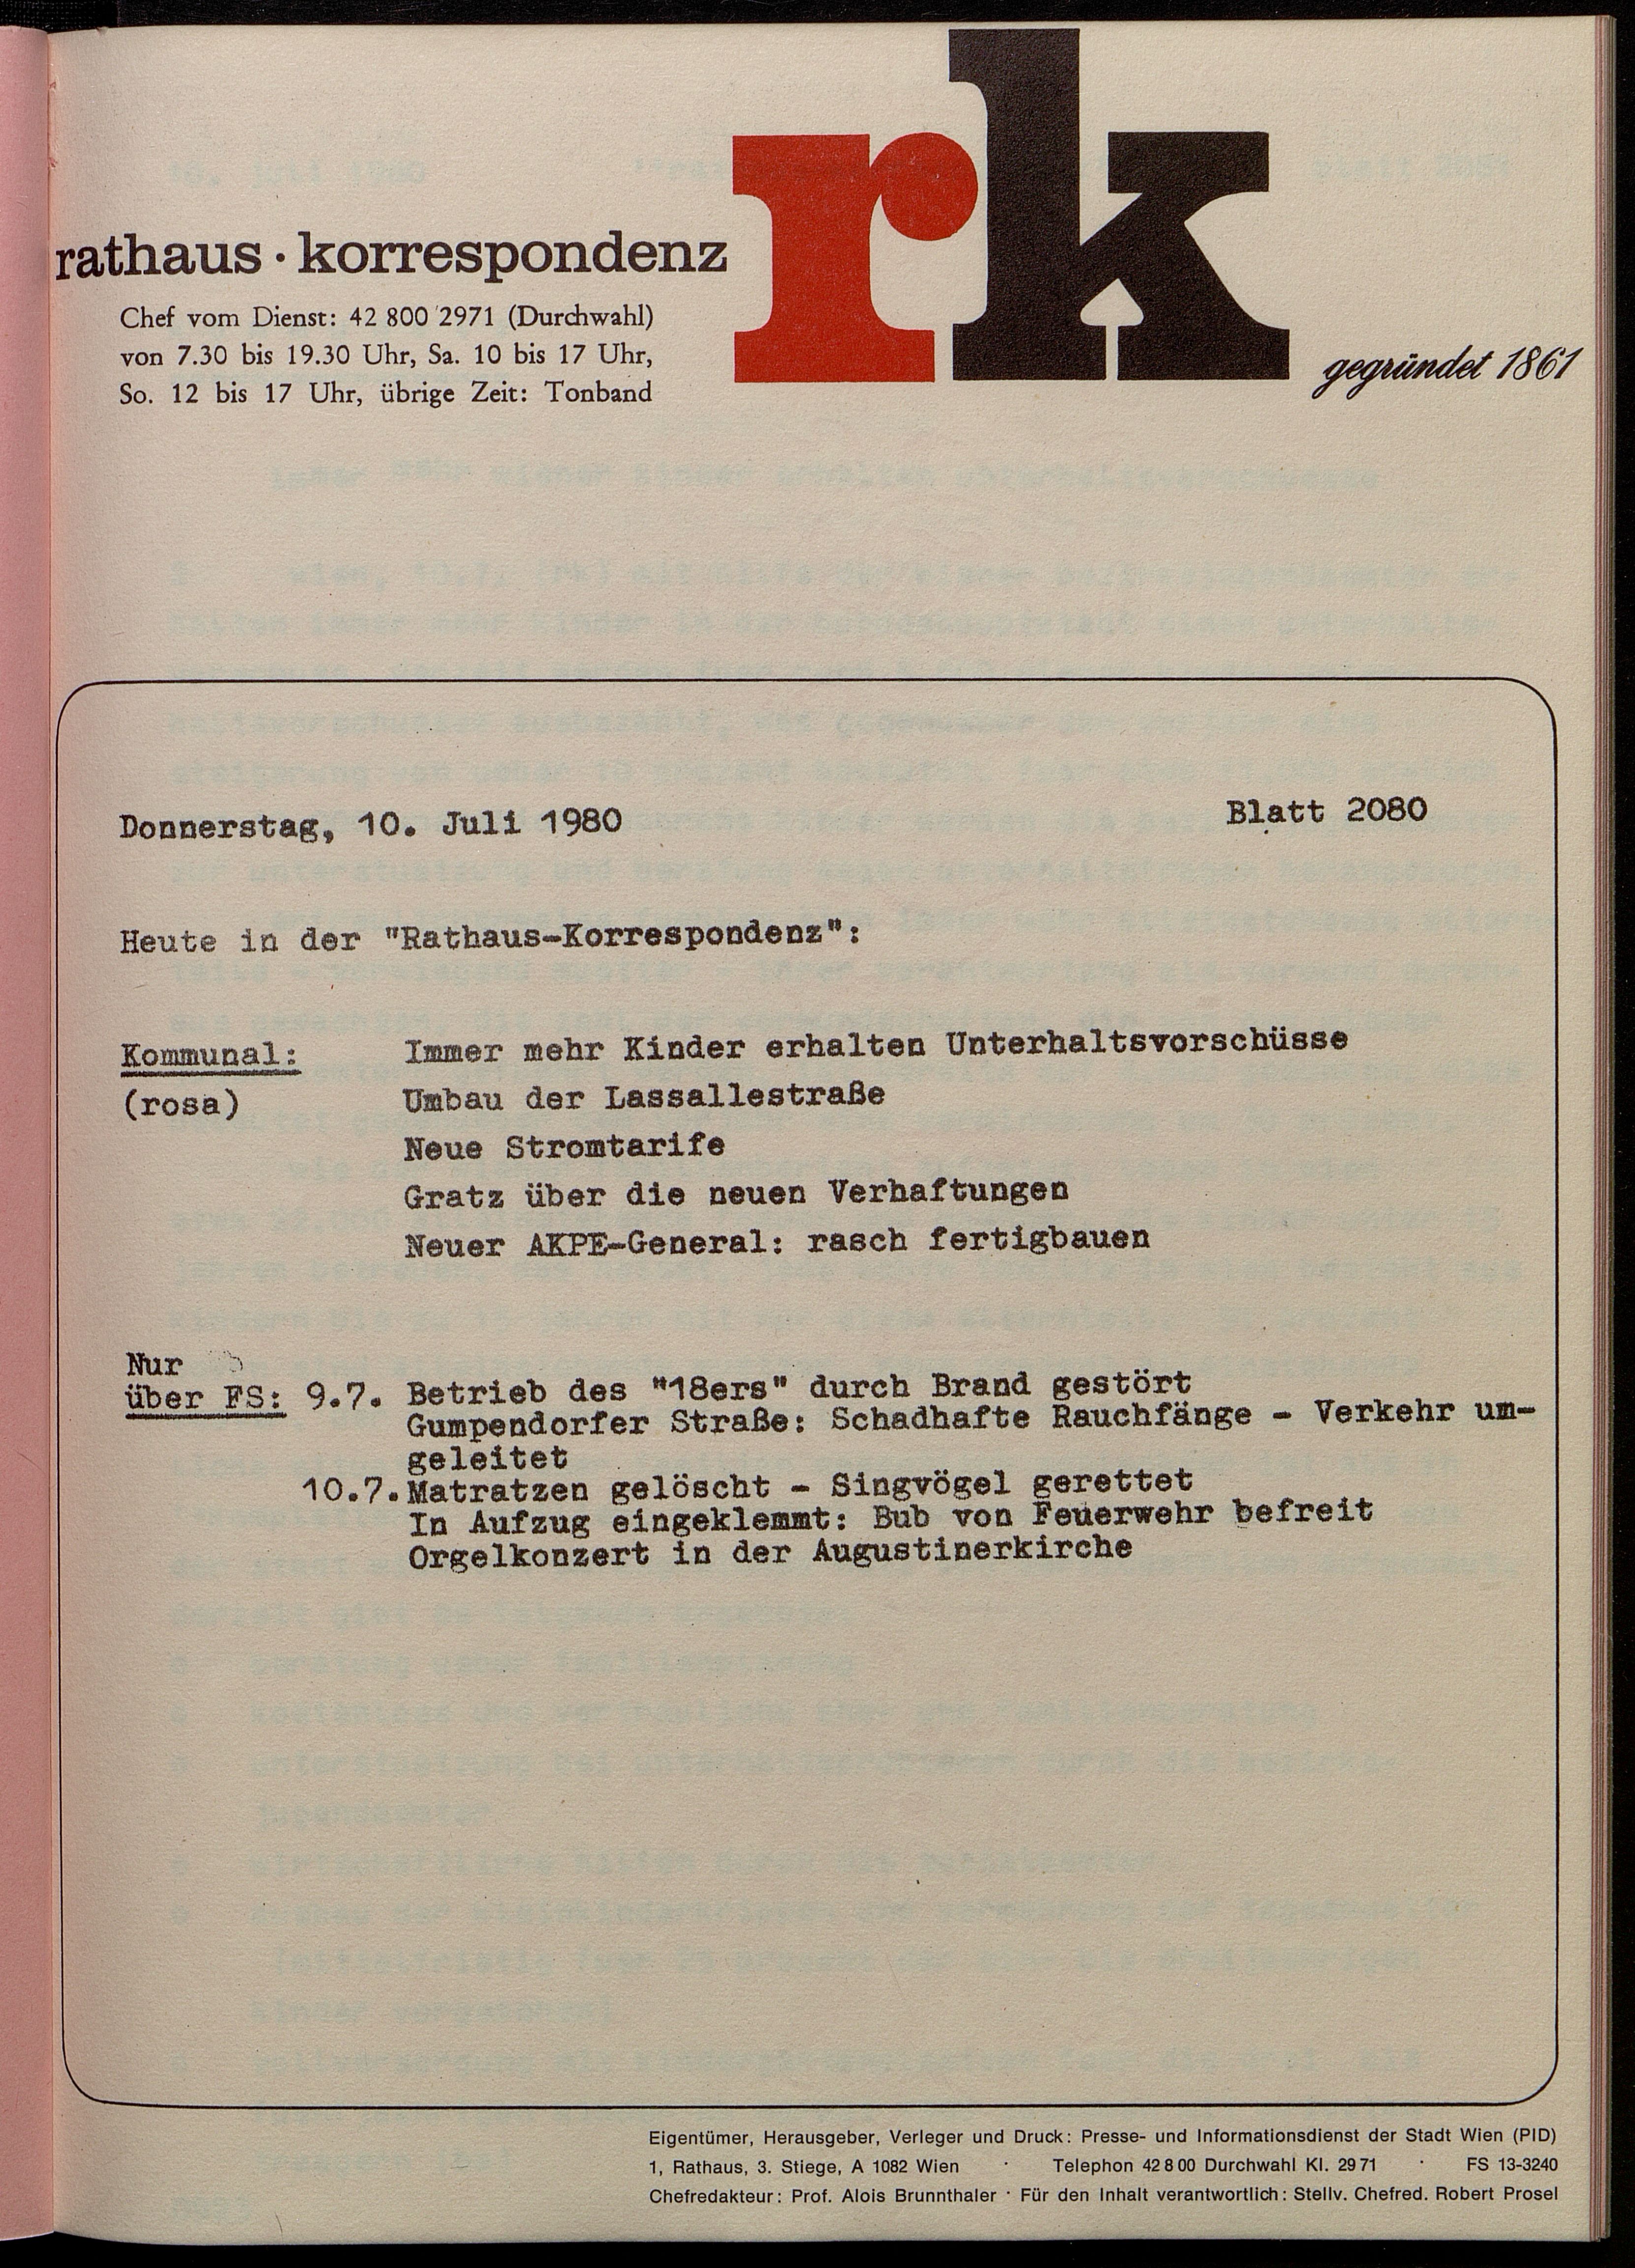 rk
rathaus · korrespondenz
Chef vom Dienst: 42 800 2971 (Durchwahl)
von 7.30 bis 19.30 Uhr, Sa. 10 bis 17 Uhr,
So. 12 bis 17 Uhr, übrige Zeit: Tonband
gegründet 1861
Donnerstag, 10. Juli 1980 Blatt 2080
Heute in der "Rathaus-Korrespondenz":
Kommunal: Immer mehr Kinder erhalten Unterhaltsvorschüsse
(rosa) Umbau der Lassallestraße
Neue Stromtarife
Gratz über die neuen Verhaftungen
Neuer AKPE-General: rasch fertigbauen
Nur
über FS: 9.7. Betrieb des "18ers" durch Brand gestört
Gumpendorfer Straße: Schadhafte Rauchfänge - Verkehr um-
geleitet
10.7. Matratzen gelöscht - Singvögel gerettet
In Aufzug eingeklemmt: Bub von Feuerwehr befreit
Orgelkonzert in der Augustinerkirche
Eigentümer, Herausgeber, Verleger und Druck: Presse- und Informationsdienst der Stadt Wien (PID)
1, Rathaus, 3. Stiege, A 1082 Wien · Telephon 42 8 00 Durchwahl Kl. 29 71 · FS 13-3240
Chefredakteur: Prof. Alois Brunnthaler · Für den Inhalt verantwortlich: Stellv. Chefred. Robert Prosel